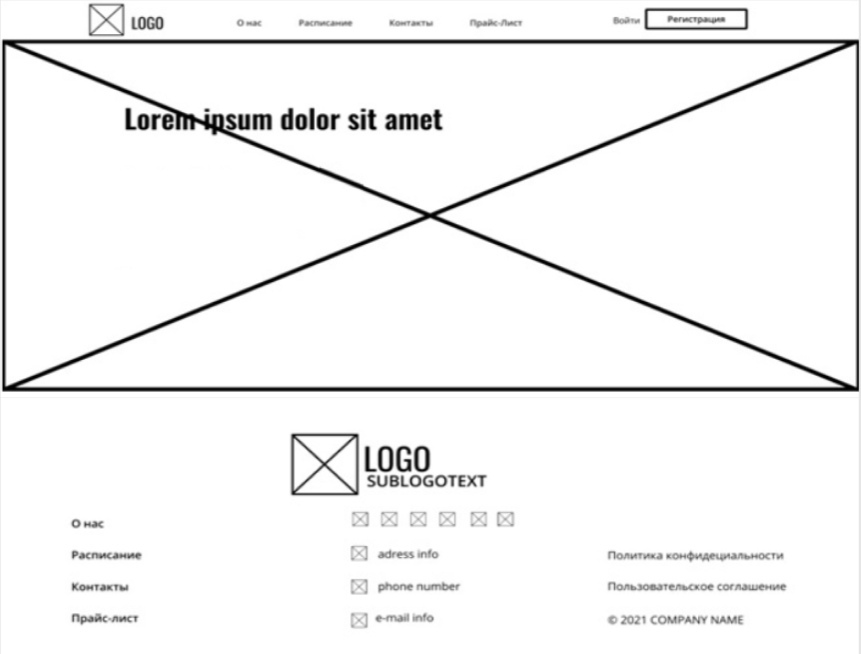 LOGO О нас Расписание Контакты Прайс-Лист Войти Регистрация
Lorem ipsum dolor sit amet
LOGO
SUBLOGOTEXT
О нас
Расписание adress info Политика конфидециальности
Контакты phone number Пользовательское соглашение
Прайс-лист e-mail info © 2021 COMPANY NAME